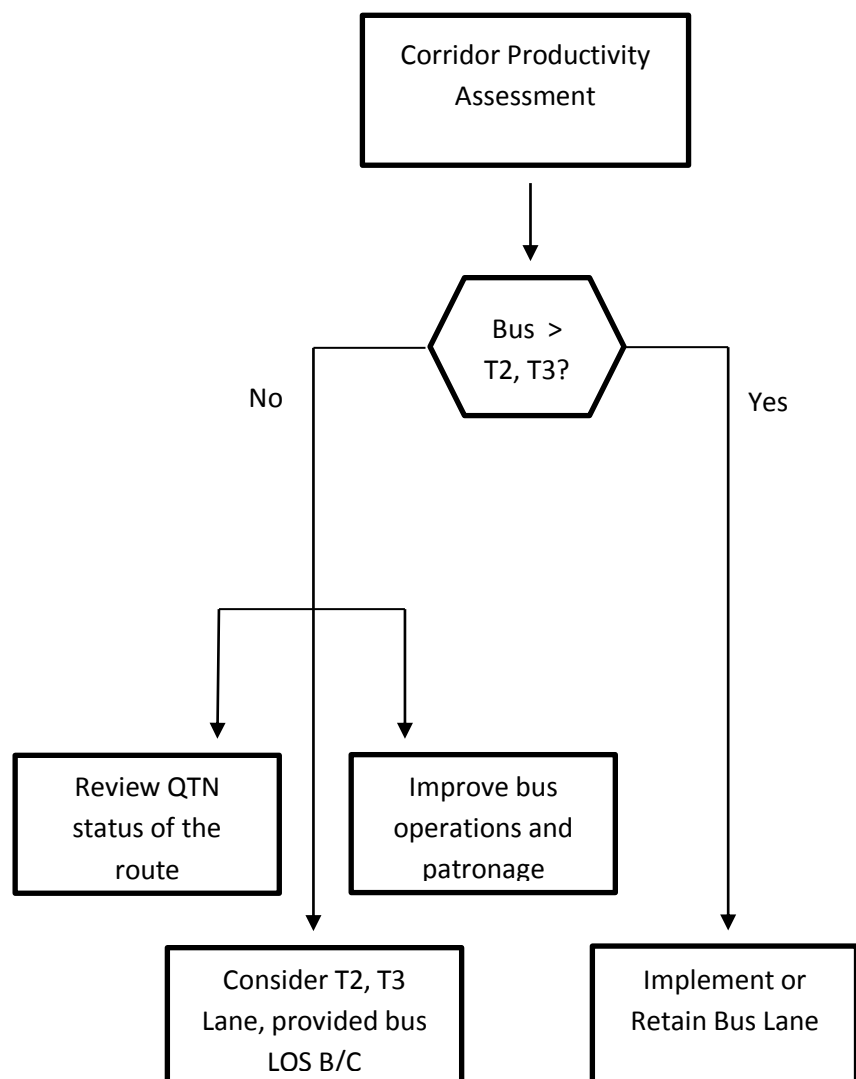 Corridor Productivity
Assessment
Bus >
T2, T3?
No
Yes
Review QTN
status of the
route
Improve bus
operations and
patronage
Consider T2, T3
Lane, provided bus
LOS B/C
Implement or
Retain Bus Lane